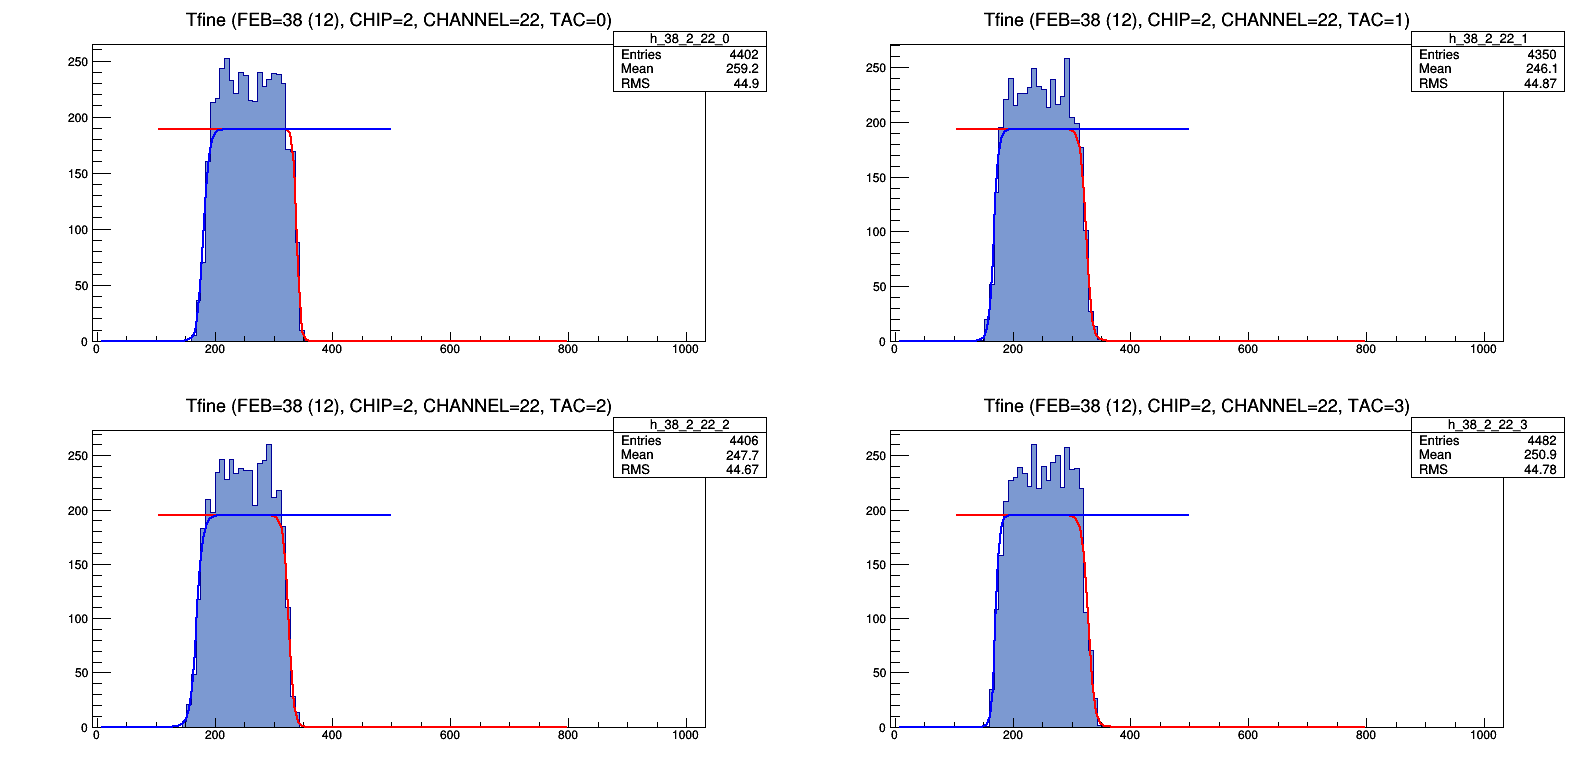 Tfine (FEB=38 (12), CHIP=2, CHANNEL=22, TAC=0)
h_38_2_22_0
Entries 4402
Mean 259.2
RMS 44.9
250
200
150
100
50
0
0 200 400 600 800 1000
Tfine (FEB=38 (12), CHIP=2, CHANNEL=22, TAC=1)
h_38_2_22_1
Entries 4350
Mean 246.1
RMS 44.87
250
200
150
100
50
0
0 200 400 600 800 1000
Tfine (FEB=38 (12), CHIP=2, CHANNEL=22, TAC=2)
h_38_2_22_2
Entries 4406
Mean 247.7
RMS 44.67
250
200
150
100
50
0
0 200 400 600 800 1000
Tfine (FEB=38 (12), CHIP=2, CHANNEL=22, TAC=3)
h_38_2_22_3
Entries 4482
Mean 250.9
RMS 44.78
250
200
150
100
50
0
0 200 400 600 800 1000